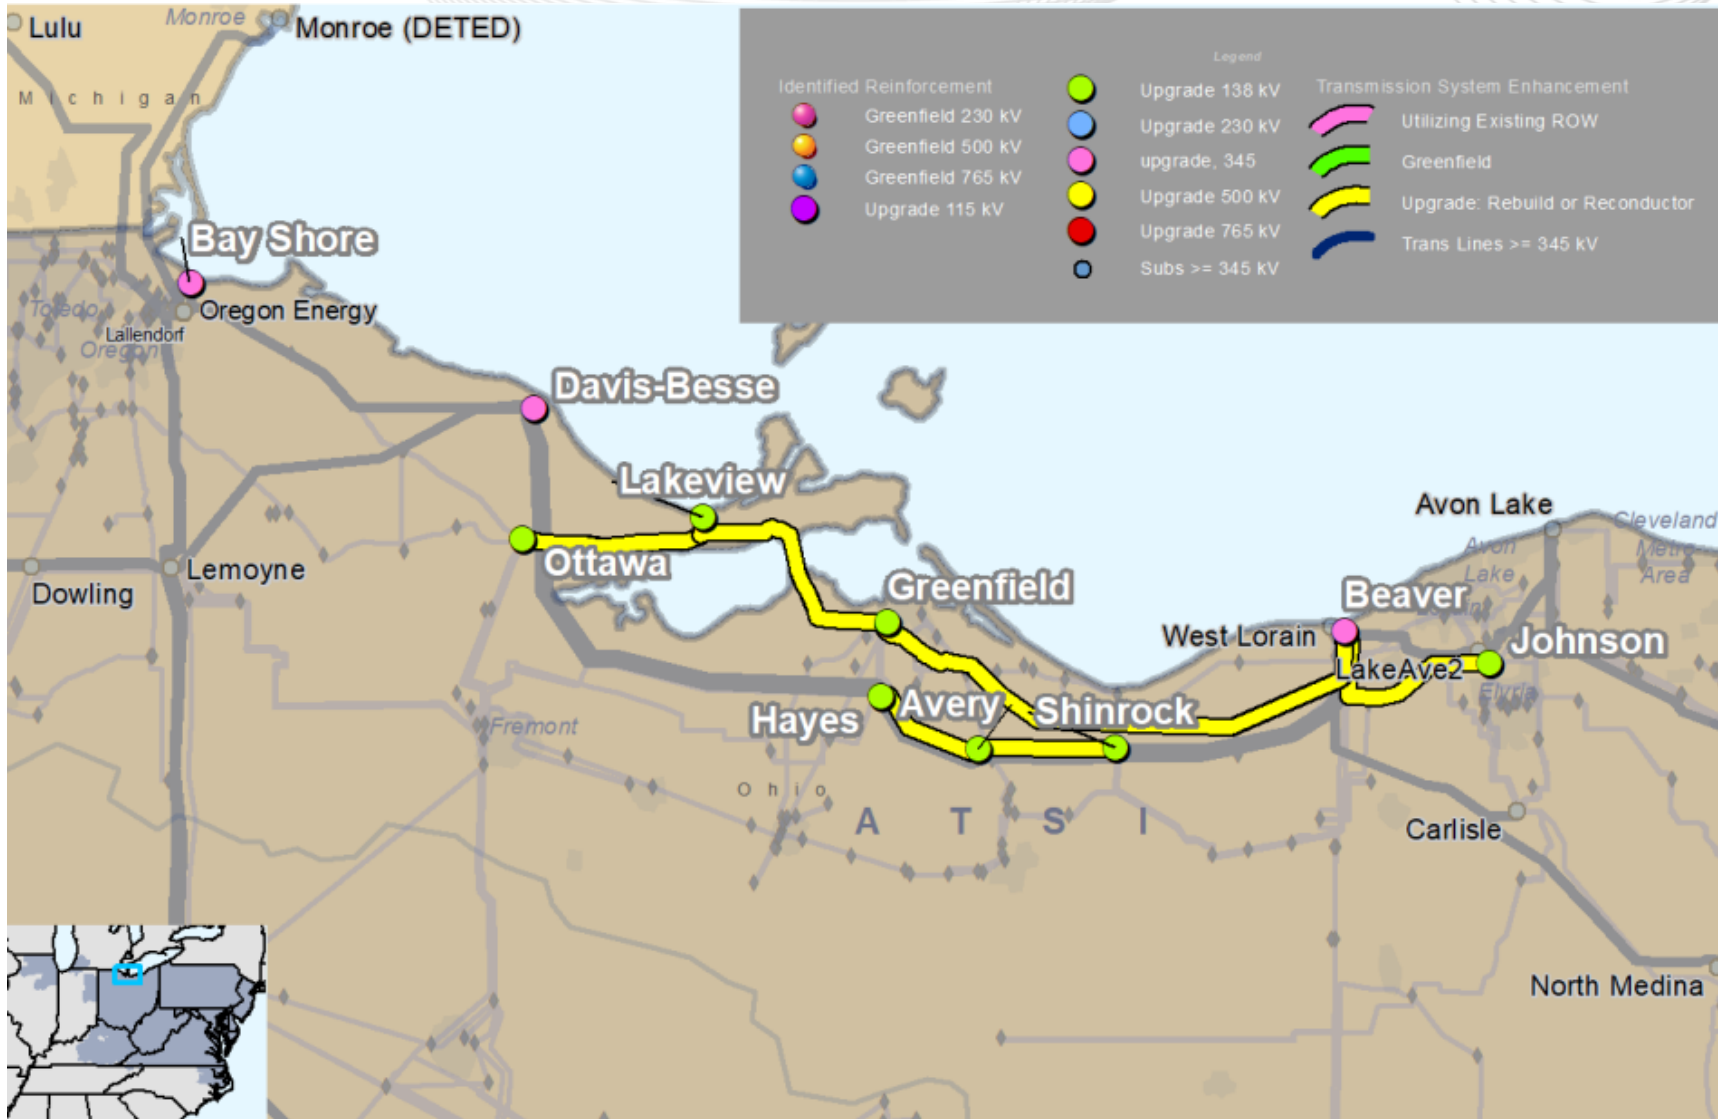 Lulu
Monroe
Monroe (DETED)
Michigan
Legend
Identified Reinforcement
Greenfield 230 kV
Greenfield 500 kV
Greenfield 765 kV
Upgrade 115 kV
Upgrade 138 kV
Upgrade 230 kV
upgrade, 345
Upgrade 500 kV
Upgrade 765 kV
Subs >= 345 kV
Transmission System Enhancement
Utilizing Existing ROW
Greenfield
Upgrade: Rebuild or Reconductor
Trans Lines >= 345 kV
Bay Shore
Toledo
Oregon Energy
Lallendorf
Oregon
Davis-Besse
Lakeview
Avon Lake
Cleveland
Metro
Area
Avon
Lake
Ottawa
Lemoyne
Dowling
Greenfield
Beaver
West Lorain
Johnson
LakeAve2
Elyria
Hayes
Avery
Shinrock
Fremont
Ohio
A T S I
Carlisle
North Medina